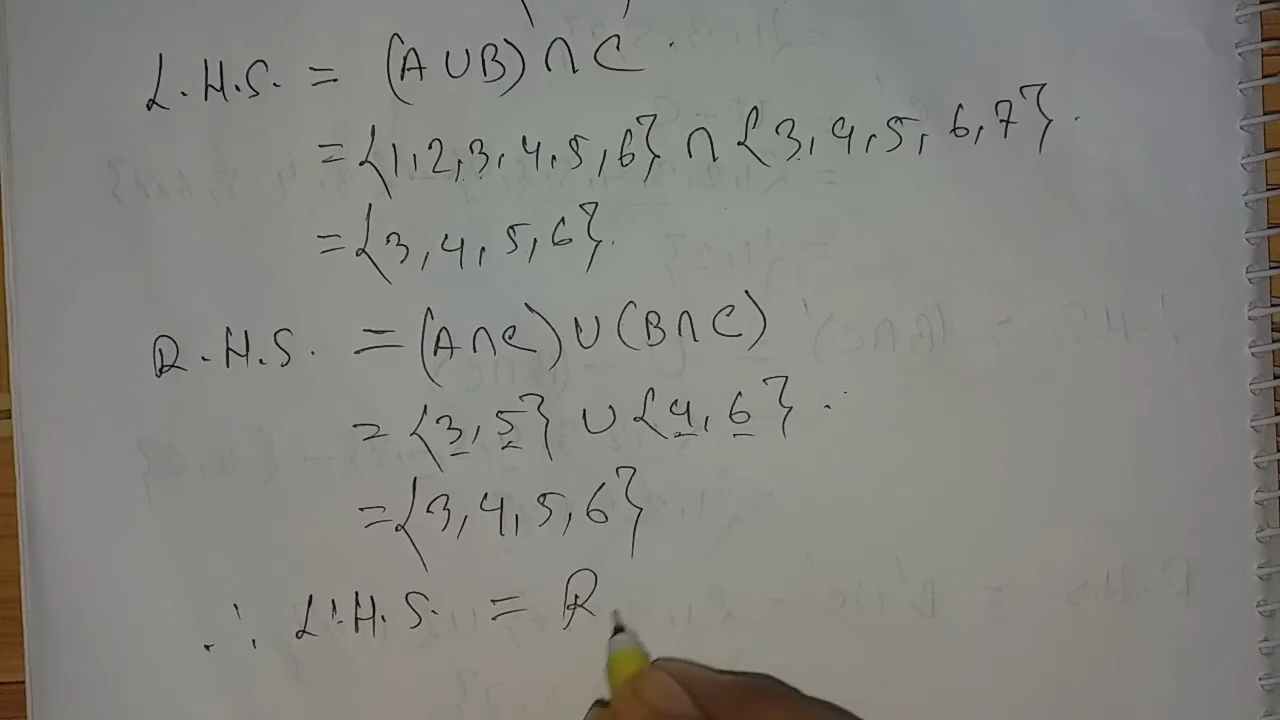 L.H.S. = (A∪B)∩C.
={1,2,3,4,5,6}∩{3,4,5,6,7}.
={3,4,5,6}.
R.H.S. =(A∩C)∪(B∩C)
={3,5}∪{4,6}
={3,4,5,6}
∴ L.H.S. = R